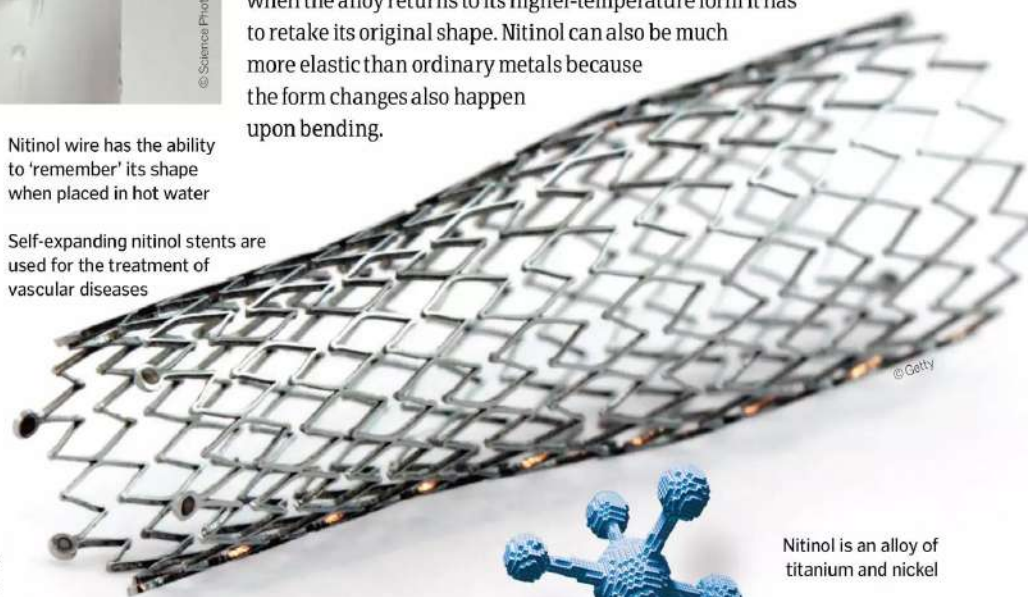 when the alloy returns to its higher-temperature form it has
to retake its original shape. Nitinol can also be much
more elastic than ordinary metals because
the form changes also happen
upon bending.
© Science Phot
Nitinol wire has the ability
to ‘remember’ its shape
when placed in hot water
Self-expanding nitinol stents are
used for the treatment of
vascular diseases
© Getty
Nitinol is an alloy of
titanium and nickel